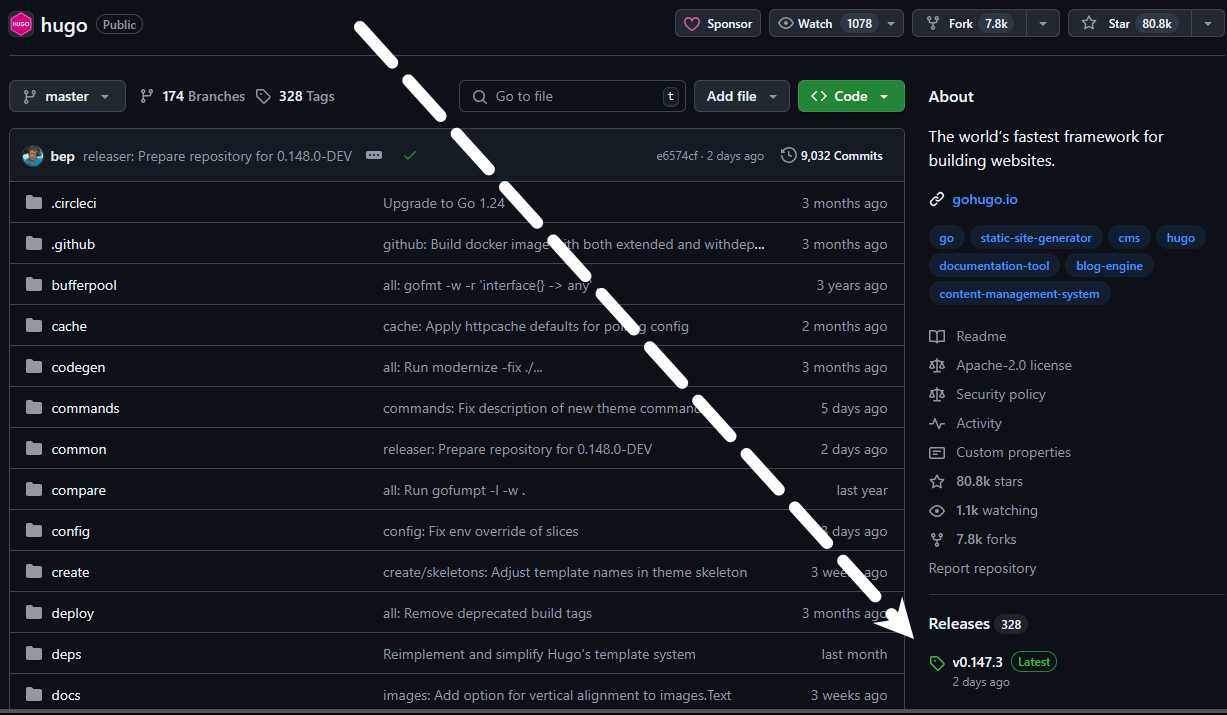 HUGO hugo Public Sponsor Watch 1078 Fork 7.8k Star 80.8k
master 174 Branches 328 Tags Go to file t Add file <> Code
bep releaser: Prepare repository for 0.148.0-DEV e6574cf · 2 days ago 9,032 Commits
.circleci Upgrade to Go 1.24 3 months ago
.github github: Build docker image with both extended and withdep... 3 months ago
bufferpool all: gofmt -w -r 'interface{} -> any' 3 years ago
cache cache: Apply httpcache defaults for polling config 2 months ago
codegen all: Run modernize -fix ./... 3 months ago
commands commands: Fix description of new theme command 5 days ago
common releaser: Prepare repository for 0.148.0-DEV 2 days ago
compare all: Run gofumpt -l -w . last year
config config: Fix env override of slices days ago
create create/skeletons: Adjust template names in theme skeleton 3 weeks ago
deploy all: Remove deprecated build tags 3 months ago
deps Reimplement and simplify Hugo's template system last month
docs images: Add option for vertical alignment to images.Text 3 weeks ago
About
The world's fastest framework for
building websites.
gohugo.io
go static-site-generator cms hugo
documentation-tool blog-engine
content-management-system
Readme
Apache-2.0 license
Security policy
Activity
Custom properties
80.8k stars
1.1k watching
7.8k forks
Report repository
Releases 328
v0.147.3 Latest
2 days ago